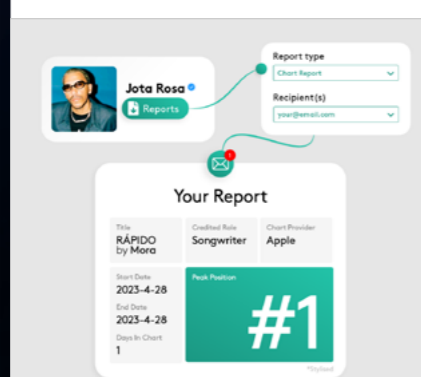 Jota Rosa
Reports
Report type
Chart Report
Recipient(s)
your@email.com
1
Your Report
Title
RÁPIDO
by Mora
Credited Role
Songwriter
Chart Provider
Apple
Start Date
2023-4-28
End Date
2023-4-28
Days In Chart
1
Peak Position
#1
*Stylized